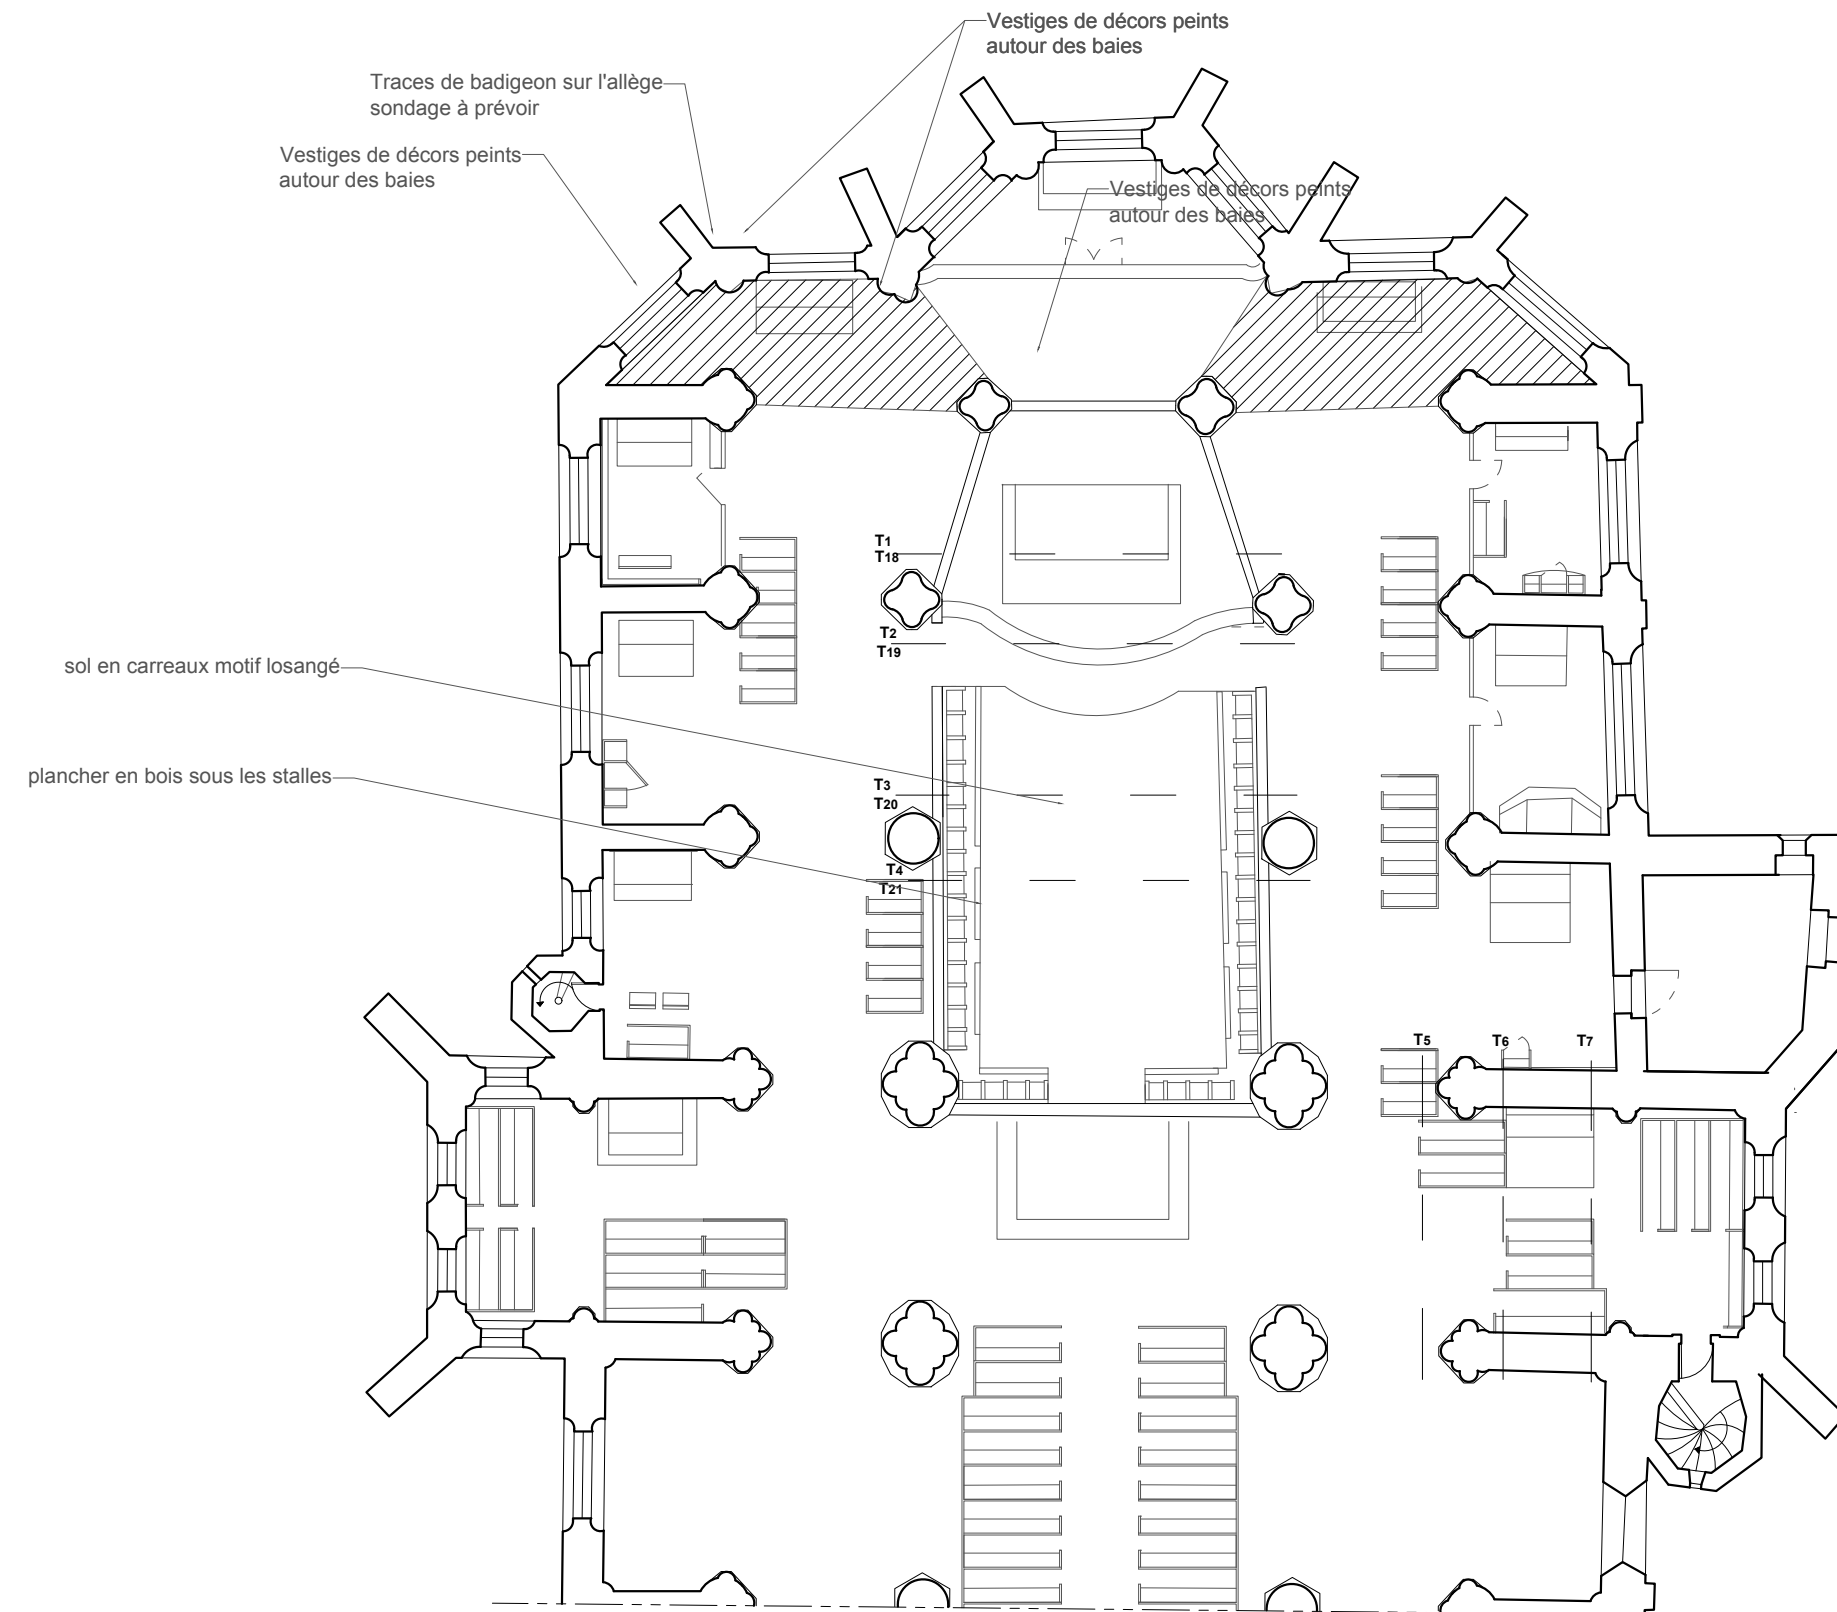 Vestiges de décors peints
autour des baies
Traces de badigeon sur l'allège
sondage à prévoir
Vestiges de décors peints
autour des baies
Vestiges de décors peints
autour des baies
T1
T18
T2
T19
sol en carreaux motif losangé
plancher en bois sous les stalles
T3
T20
T4
T21
T5 T6 T7